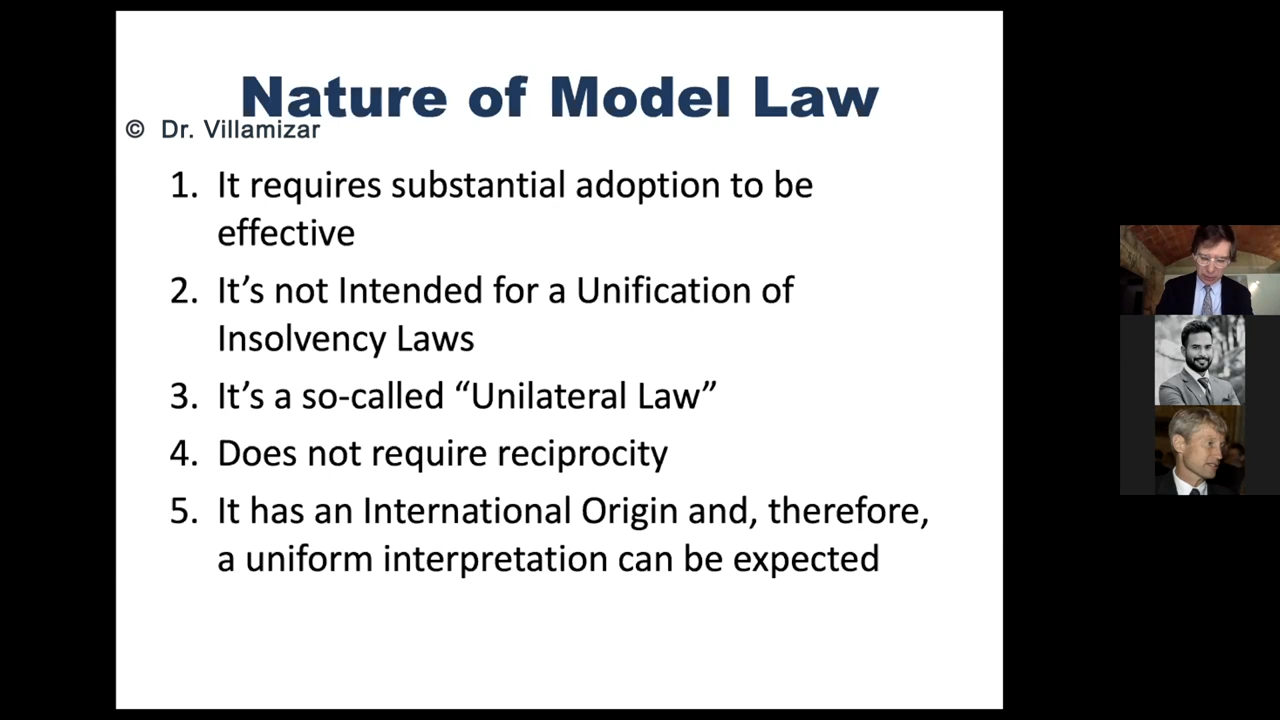 Nature of Model Law
© Dr. Villamizar
1. It requires substantial adoption to be
effective
2. It’s not Intended for a Unification of
Insolvency Laws
3. It’s a so-called “Unilateral Law”
4. Does not require reciprocity
5. It has an International Origin and, therefore,
a uniform interpretation can be expected